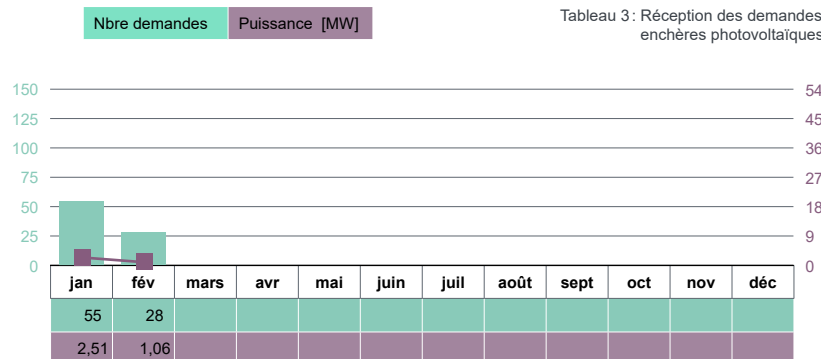 Nbre demandes Puissance [MW]
Tableau 3 : Réception des demandes
enchères photovoltaïques
150 54
125 45
100 36
75 27
50 18
25 9
0 0
jan fév mars avr mai juin juil août sept oct nov déc
55 28
2,51 1,06